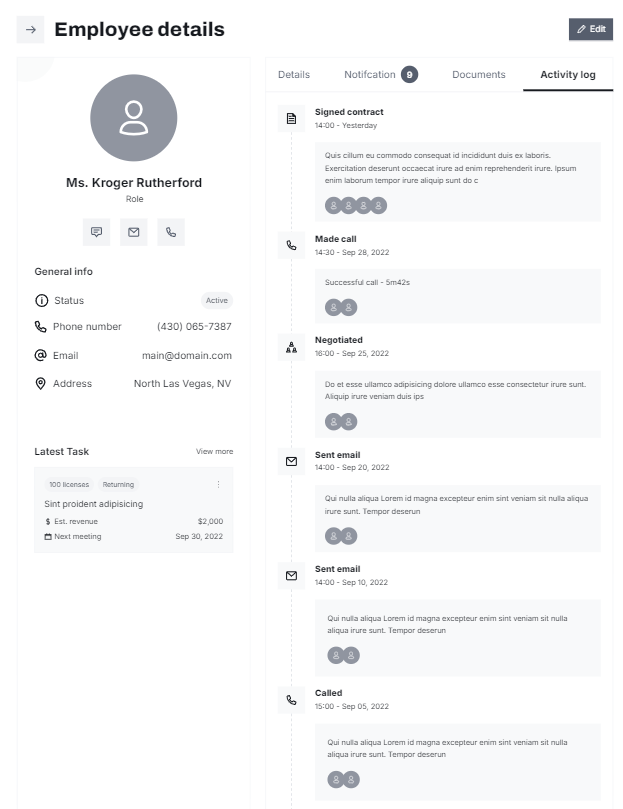 Employee details
Edit
Ms. Kroger Rutherford
Role
General info
Status Active
Phone number (430) 065-7387
Email main@domain.com
Address North Las Vegas, NV
Latest Task View more
100 licenses Returning
Sint proident adipisicing
$ Est. revenue $2,000
Next meeting Sep 30, 2022
Details Notifcation 9 Documents Activity log
Signed contract
14:00 - Yesterday
Quis cillum eu commodo consequat id incididunt duis ex laboris.
Exercitation deserunt occaecat irure ad enim reprehenderit irure. Ipsum
enim laborum tempor irure aliquip sunt do c
Made call
14:30 - Sep 28, 2022
Successful call - 5m42s
Negotiated
16:00 - Sep 25, 2022
Do et esse ullamco adipisicing dolore ullamco esse consectetur irure sunt.
Aliquip irure veniam duis ips
Sent email
14:00 - Sep 20, 2022
Qui nulla aliqua Lorem id magna excepteur enim sint veniam sit nulla aliqua
irure sunt. Tempor deserun
Sent email
14:00 - Sep 10, 2022
Qui nulla aliqua Lorem id magna excepteur enim sint veniam sit nulla
aliqua irure sunt. Tempor deserun
Called
15:00 - Sep 05, 2022
Qui nulla aliqua Lorem id magna excepteur enim sint veniam sit nulla
aliqua irure sunt. Tempor deserun